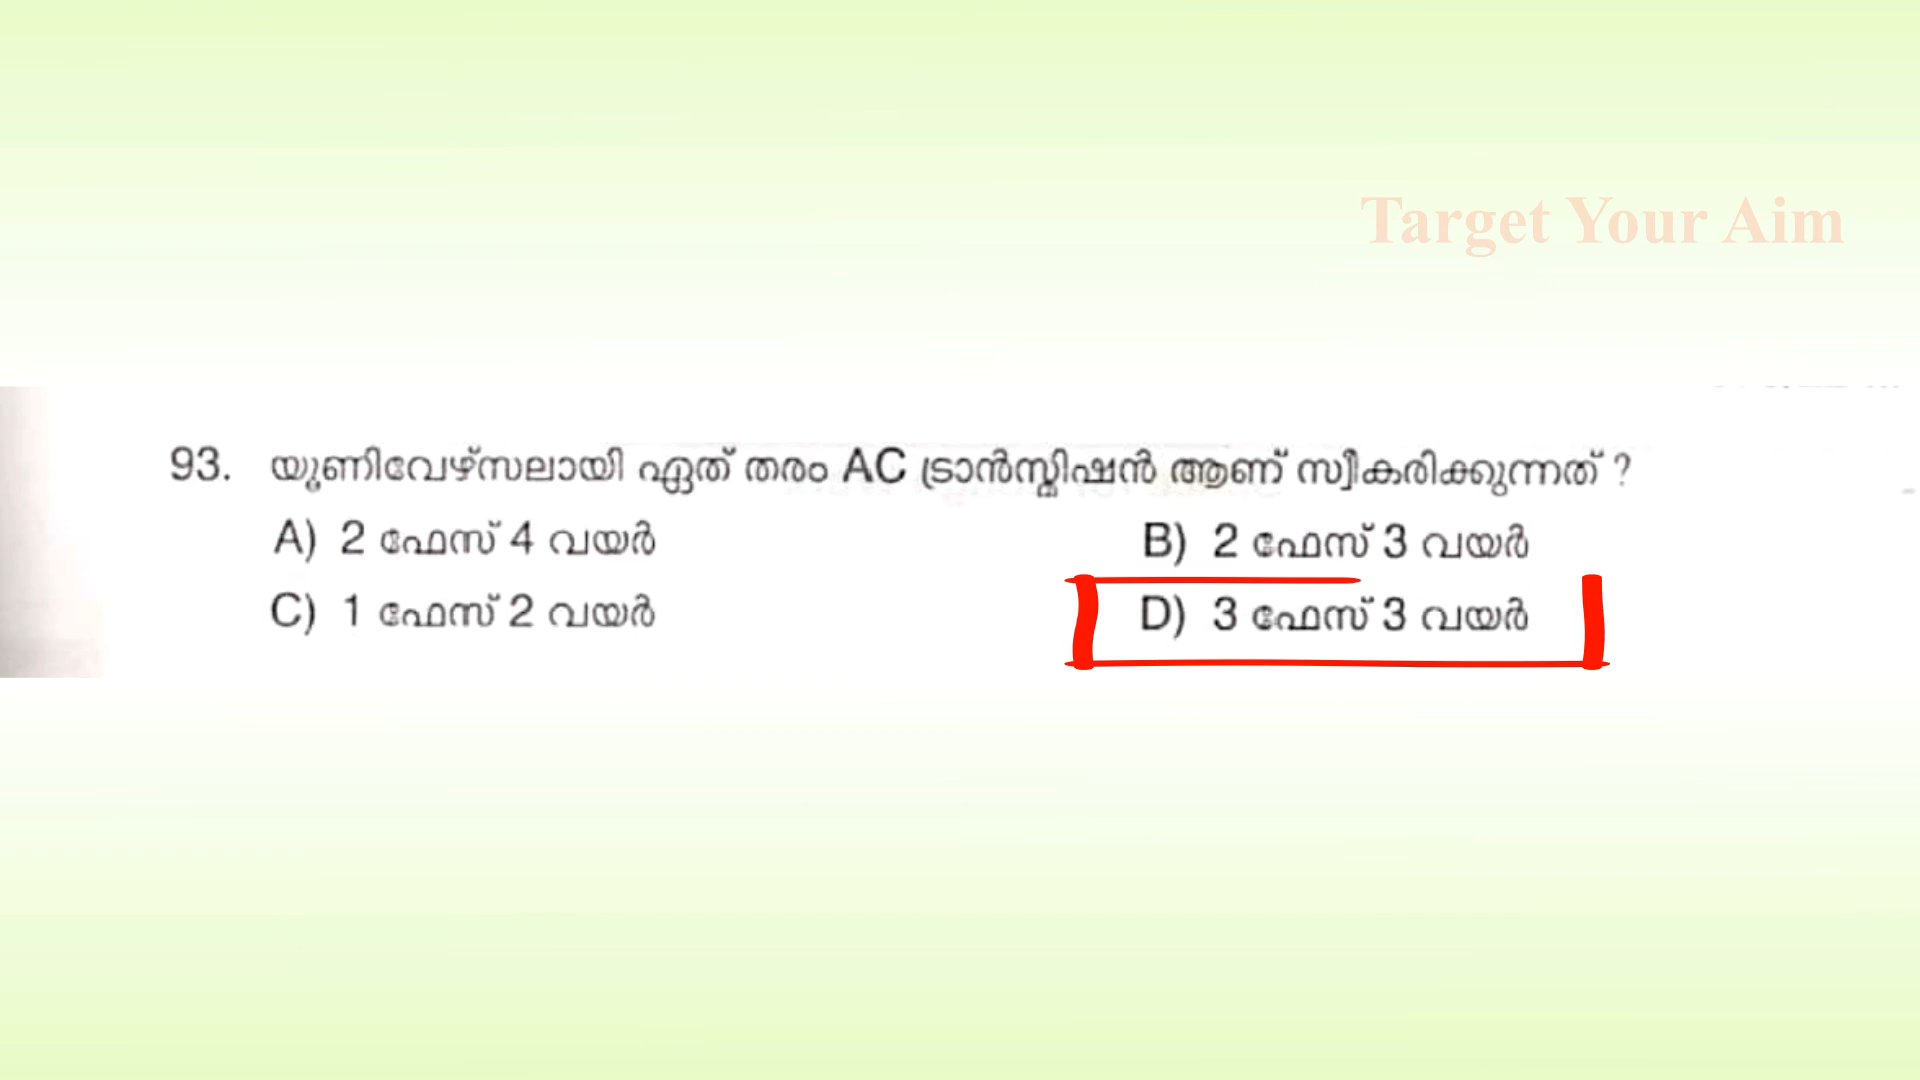 Target Your Aim
93. യൂണിവേഴ്സലായി ഏത് തരം AC ട്രാൻസ്മിഷൻ ആണ് സ്വീകരിക്കുന്നത് ?
A) 2 ഫേസ് 4 വയർ B) 2 ഫേസ് 3 വയർ
C) 1 ഫേസ് 2 വയർ D) 3 ഫേസ് 3 വയർ